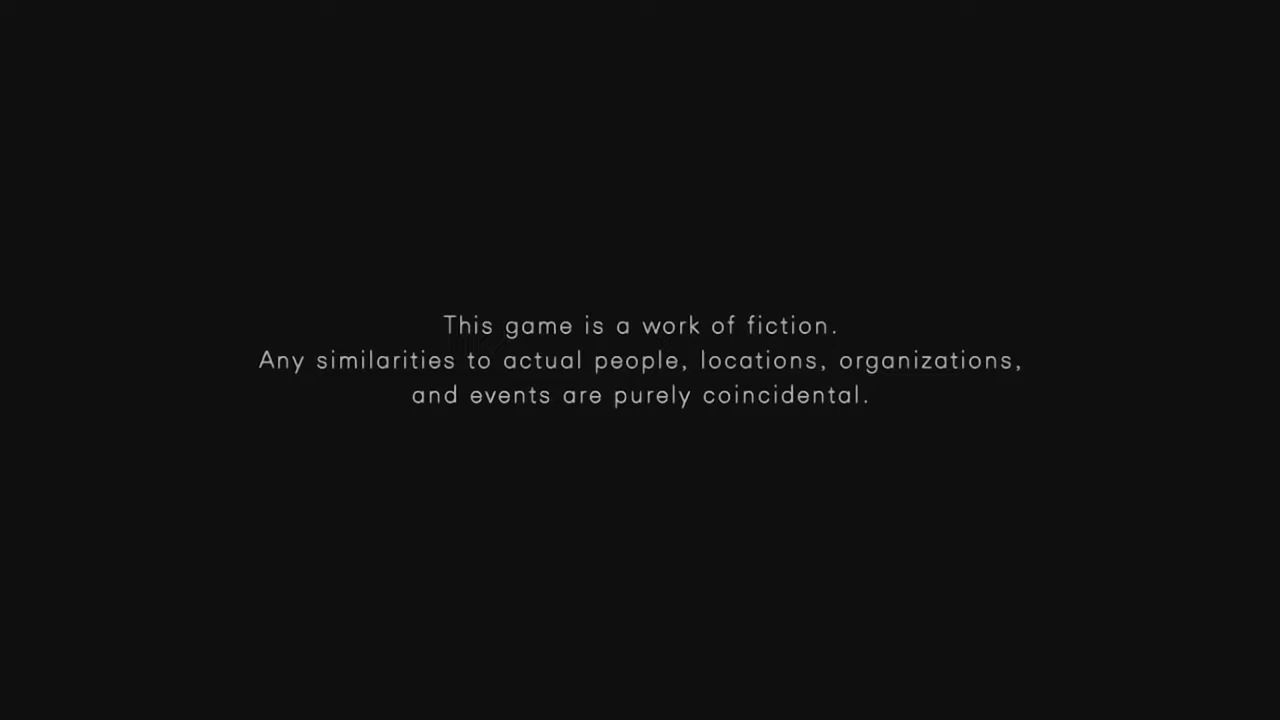 This game is a work of fiction.
Any similarities to actual people, locations, organizations,
and events are purely coincidental.